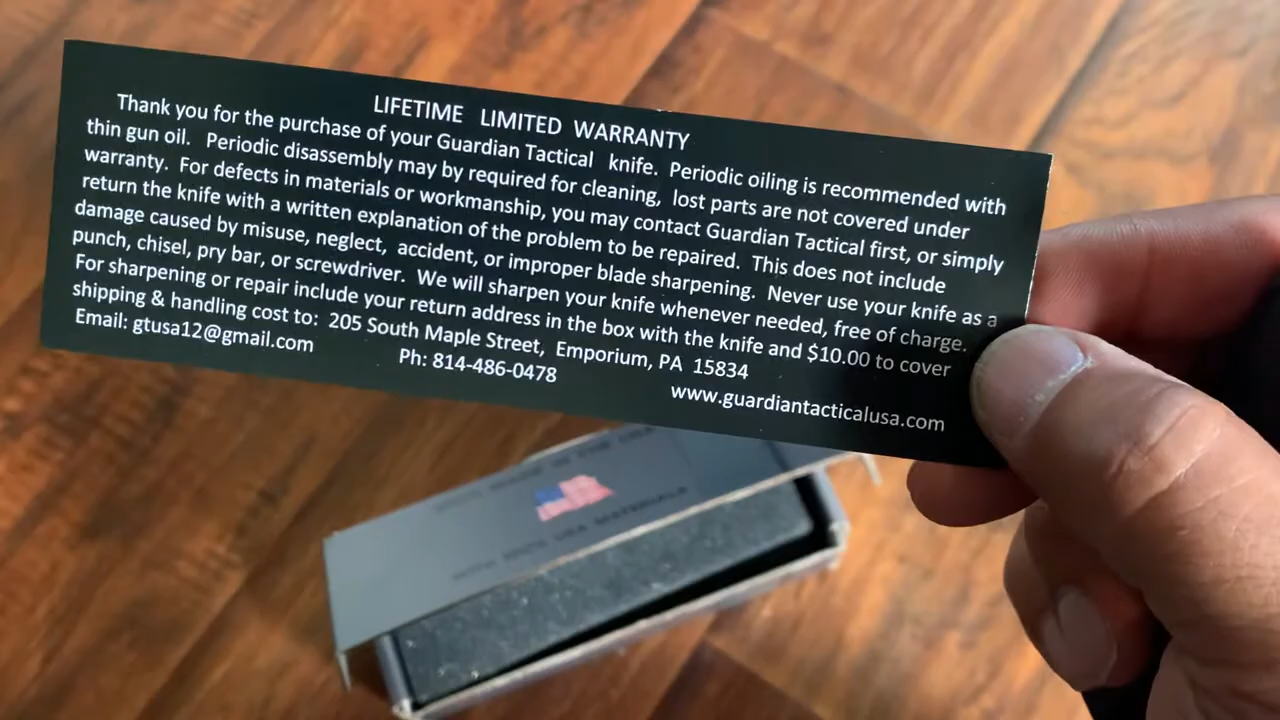 LIFETIME LIMITED WARRANTY
Thank you for the purchase of your Guardian Tactical knife. Periodic oiling is recommended with
thin gun oil. Periodic disassembly may be required for cleaning, lost parts are not covered under
warranty. For defects in materials or workmanship, you may contact Guardian Tactical first, or simply
return the knife with a written explanation of the problem to be repaired. This does not include
damage caused by misuse, neglect, accident, or improper blade sharpening. Never use your knife as a
punch, chisel, pry bar, or screwdriver. We will sharpen your knife whenever needed, free of charge.
For sharpening or repair include your return address in the box with the knife and $10.00 to cover
shipping & handling cost to: 205 South Maple Street, Emporium, PA 15834
Email: gtusa12@gmail.com Ph: 814-486-0478 www.guardiantacticalusa.com
USA MATERIALS